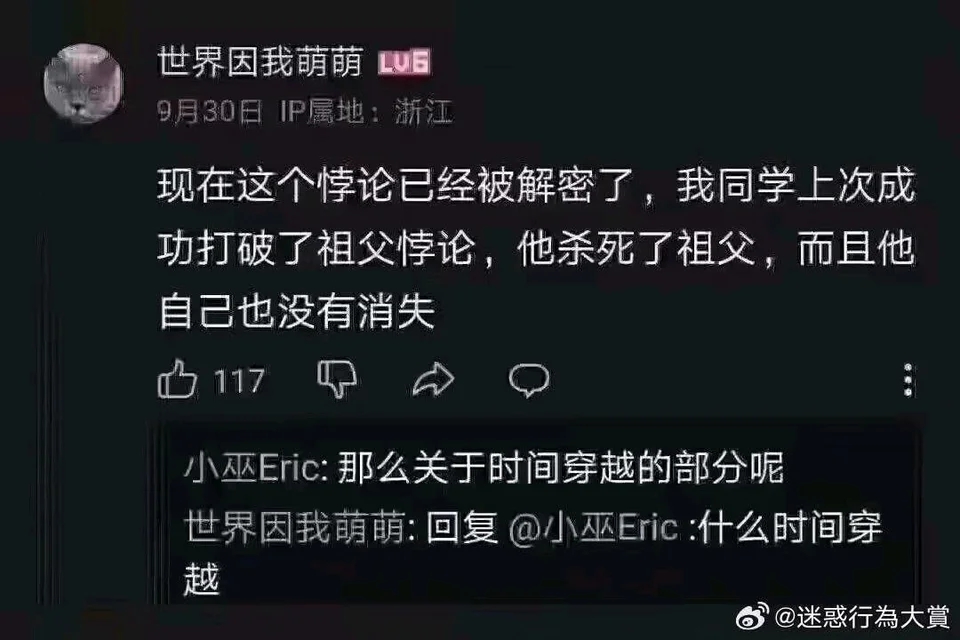 世界因我萌萌 LV6
9月30日 IP属地：浙江
现在这个悖论已经被解密了，我同学上次成
功打破了祖父悖论，他杀死了祖父，而且他
自己也没有消失
117
小巫Eric: 那么关于时间穿越的部分呢
世界因我萌萌: 回复 @小巫Eric :什么时间穿
越
@迷惑行為大賞